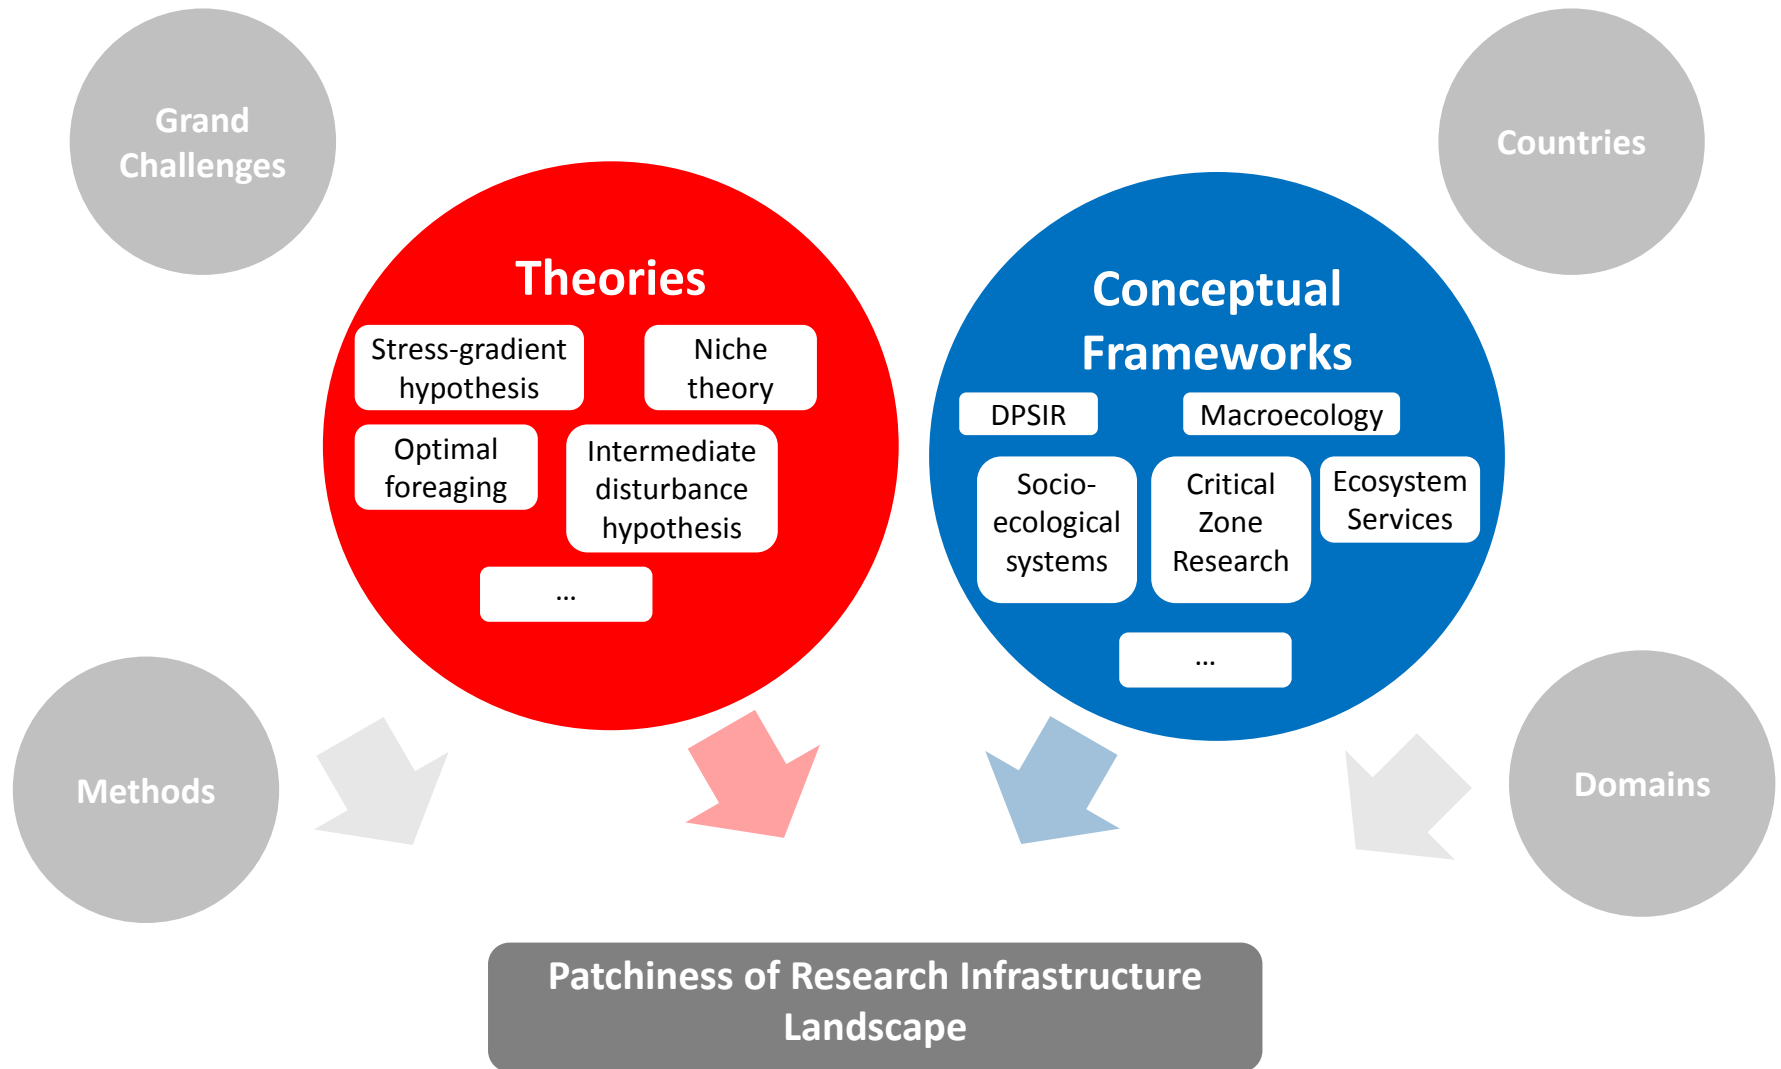 Grand
Challenges
Countries
Theories
Stress-gradient
hypothesis
Niche
theory
Optimal
foreaging
Intermediate
disturbance
hypothesis
...
Conceptual
Frameworks
DPSIR
Macroecology
Socio-
ecological
systems
Critical
Zone
Research
Ecosystem
Services
...
Methods
Domains
Patchiness of Research Infrastructure
Landscape